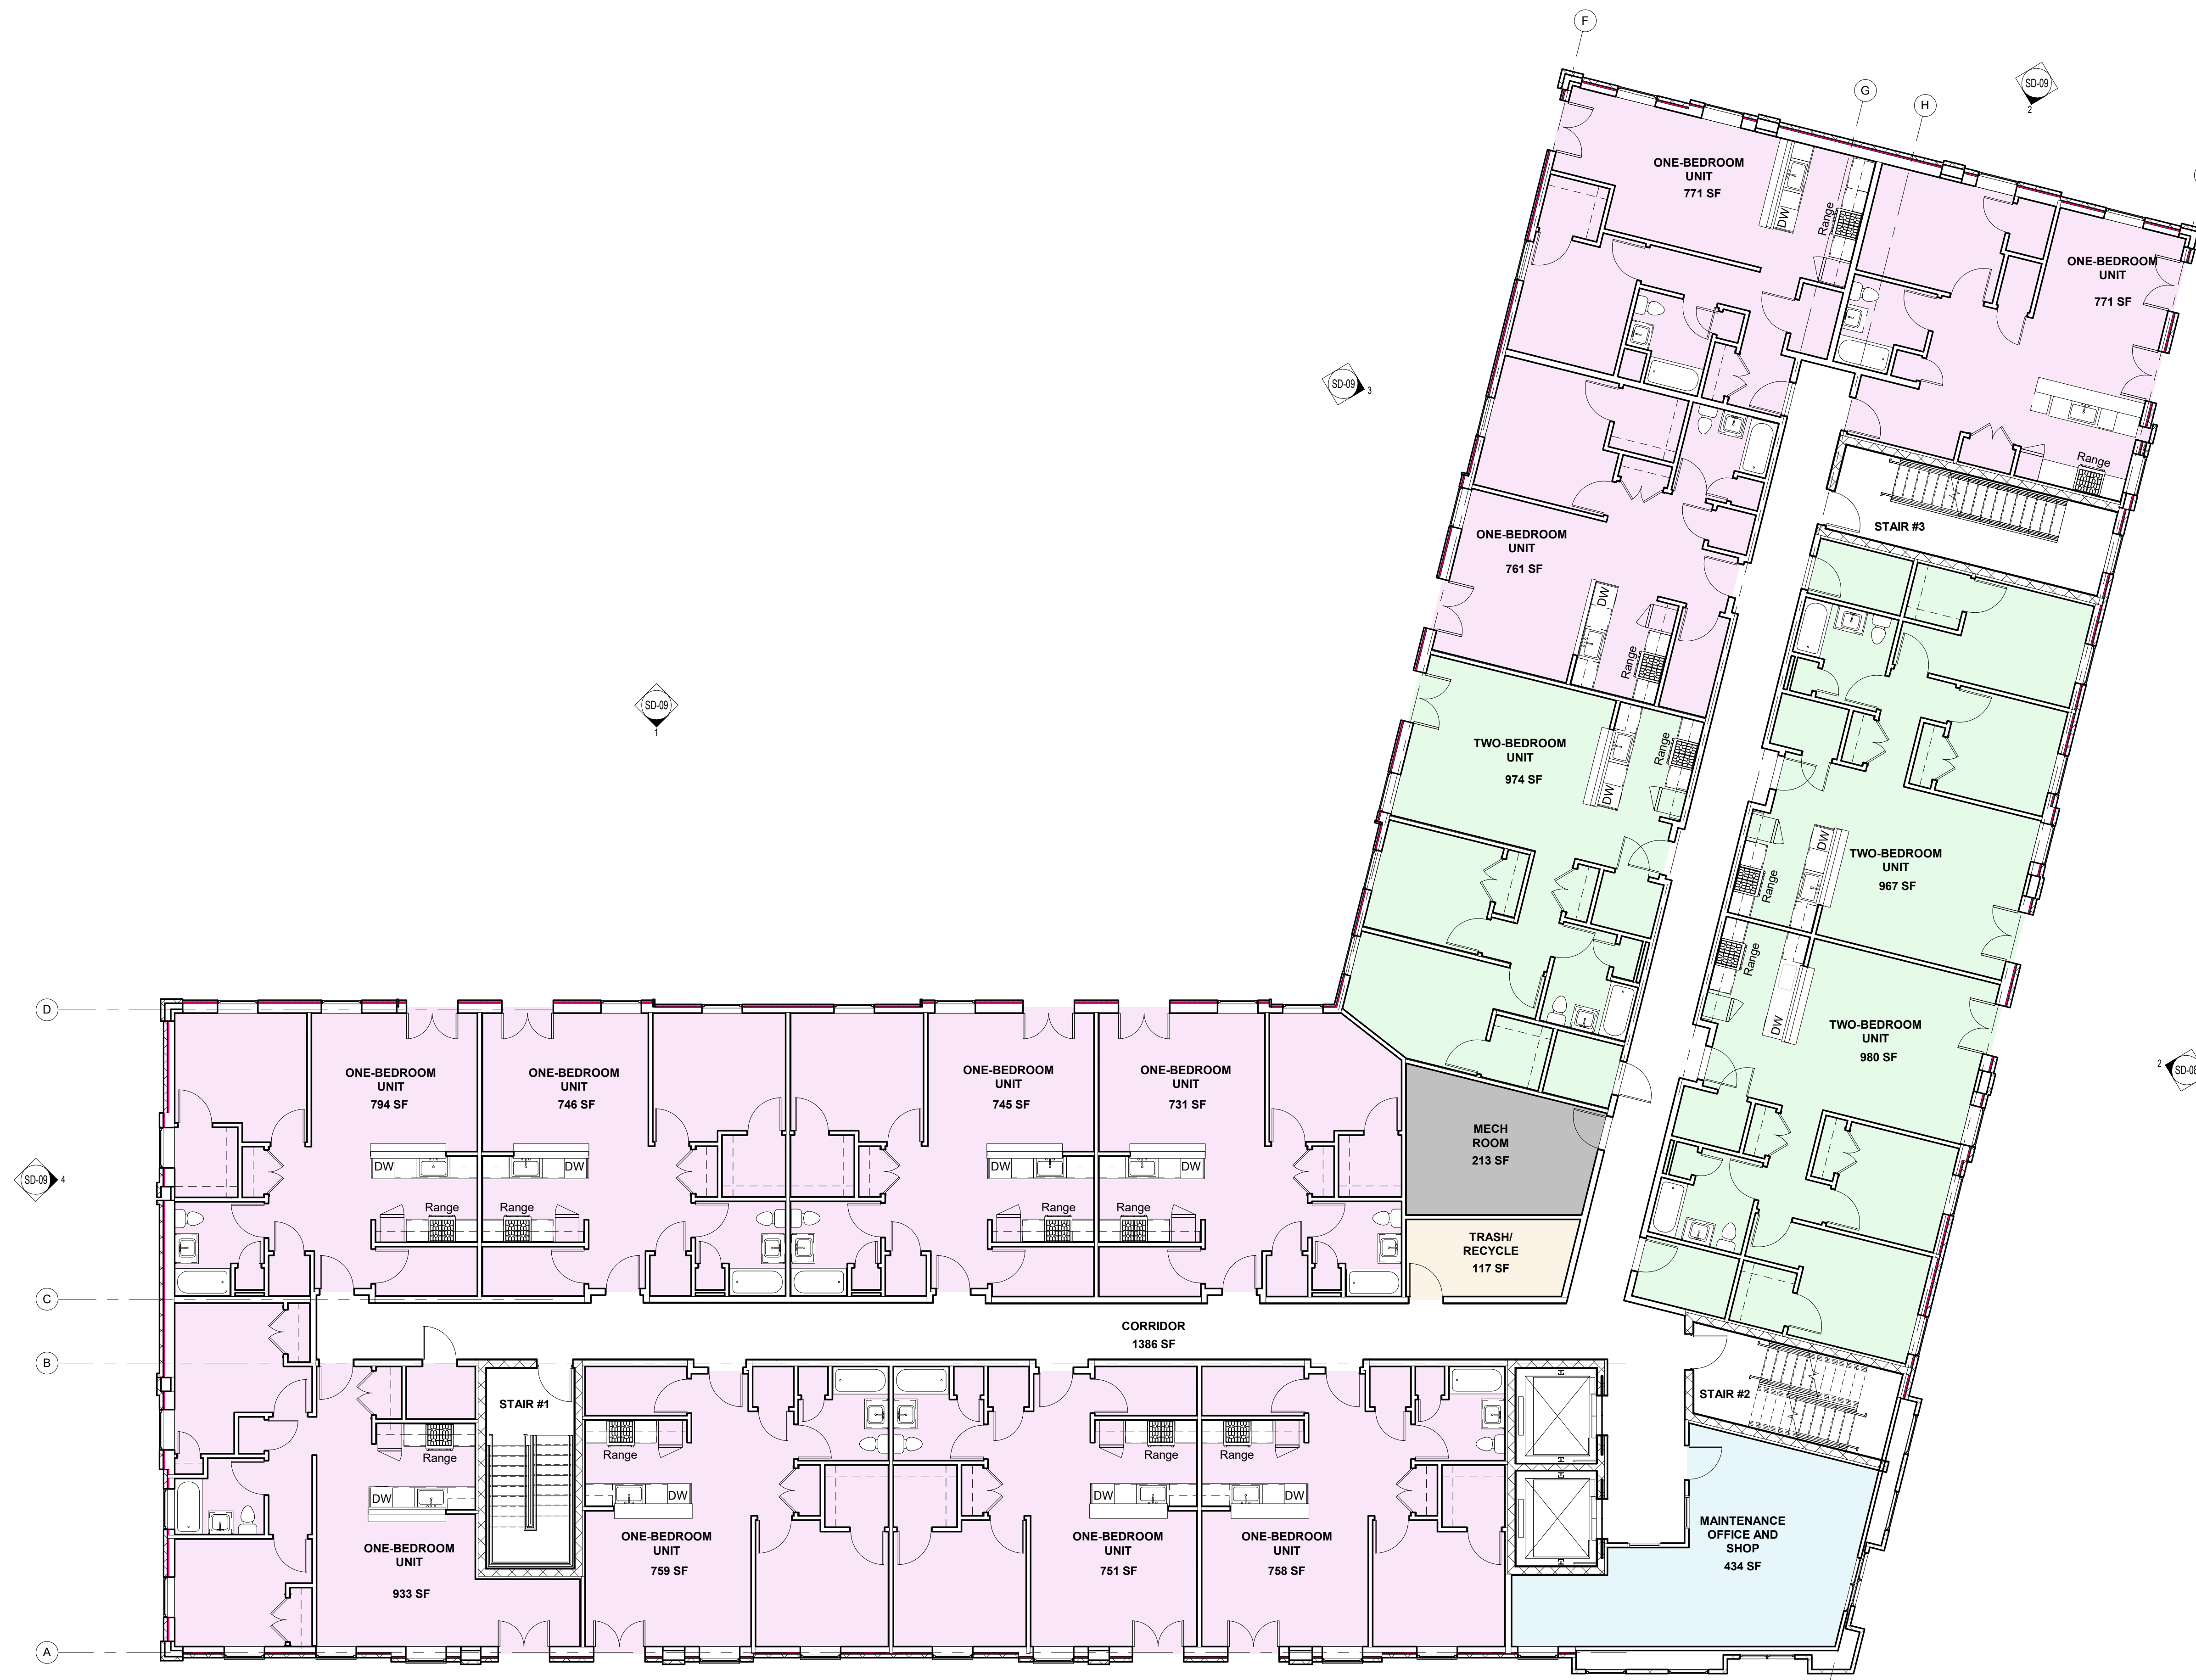 F
G
H
SD-09
2
ONE-BEDROOM
UNIT
771 SF
DW
Range
ONE-BEDROOM
UNIT
771 SF
Range
SD-09
3
STAIR #3
ONE-BEDROOM
UNIT
761 SF
DW
Range
SD-09
1
TWO-BEDROOM
UNIT
974 SF
DW
Range
TWO-BEDROOM
UNIT
967 SF
DW
Range
TWO-BEDROOM
UNIT
980 SF
DW
Range
2
D
ONE-BEDROOM
UNIT
794 SF
DW
Range
ONE-BEDROOM
UNIT
746 SF
DW
Range
ONE-BEDROOM
UNIT
745 SF
DW
Range
ONE-BEDROOM
UNIT
731 SF
DW
Range
MECH
ROOM
213 SF
SD-09
4
TRASH/
RECYCLE
117 SF
C
CORRIDOR
1386 SF
B
STAIR #1
STAIR #2
Range
DW
ONE-BEDROOM
UNIT
933 SF
Range
DW
ONE-BEDROOM
UNIT
759 SF
Range
DW
ONE-BEDROOM
UNIT
751 SF
Range
DW
ONE-BEDROOM
UNIT
758 SF
MAINTENANCE
OFFICE AND
SHOP
434 SF
A